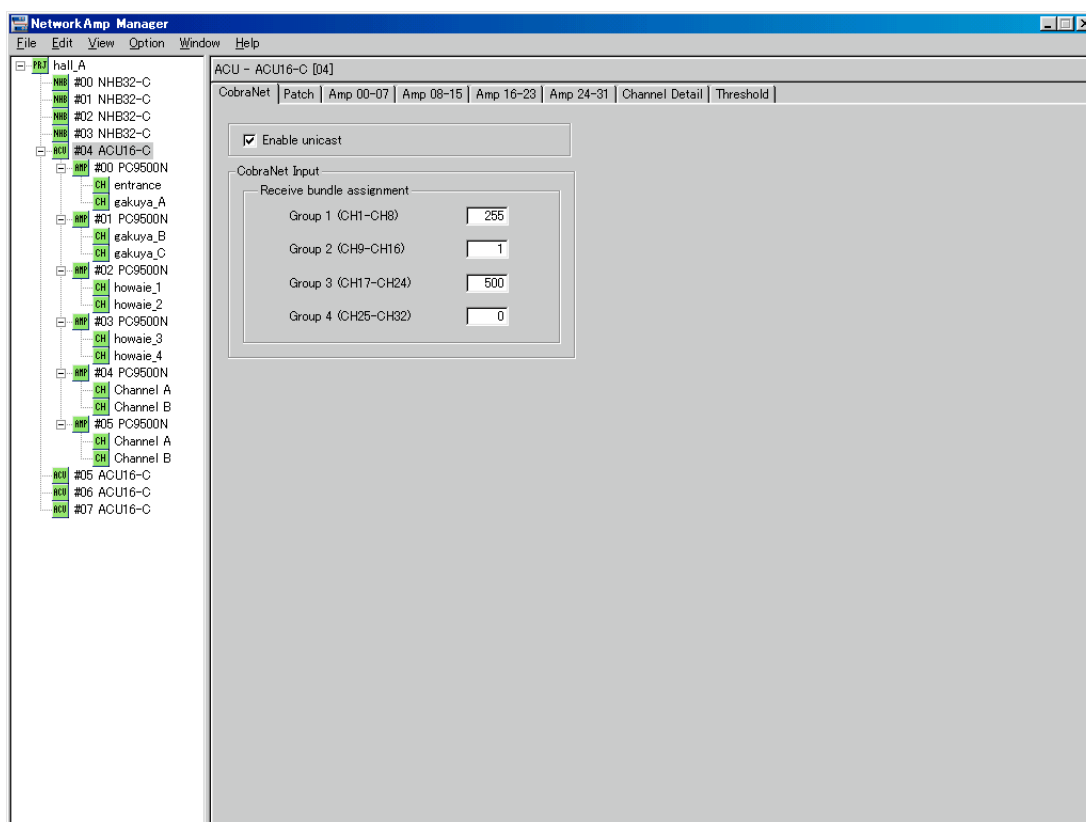 NetworkAmp Manager
File Edit View Option Window Help
PRJ hall_A
NHB #00 NHB32-C
NHB #01 NHB32-C
NHB #02 NHB32-C
NHB #03 NHB32-C
ACU #04 ACU16-C
AMP #00 PC9500N
CH entrance
CH gakuya_A
AMP #01 PC9500N
CH gakuya_B
CH gakuya_C
AMP #02 PC9500N
CH howaie_1
CH howaie_2
AMP #03 PC9500N
CH howaie_3
CH howaie_4
AMP #04 PC9500N
CH Channel A
CH Channel B
AMP #05 PC9500N
CH Channel A
CH Channel B
ACU #05 ACU16-C
ACU #06 ACU16-C
ACU #07 ACU16-C
ACU - ACU16-C [04]
CobraNet Patch Amp 00-07 Amp 08-15 Amp 16-23 Amp 24-31 Channel Detail Threshold
Enable unicast
CobraNet Input
Receive bundle assignment
Group 1 (CH1-CH8) 255
Group 2 (CH9-CH16) 1
Group 3 (CH17-CH24) 500
Group 4 (CH25-CH32) 0